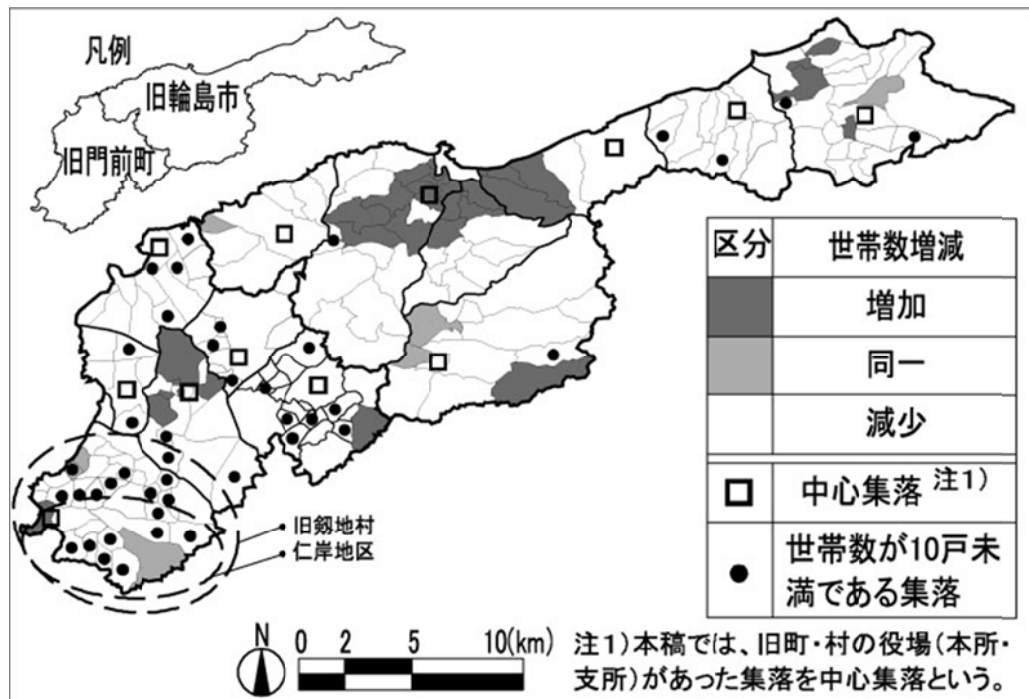 凡例
旧輪島市
旧門前町
区分 世帯数増減
増加
同一
減少
中心集落 注1)
世帯数が10戸未
満である集落
旧剱地村
仁岸地区
N 0 2 5 10(km)
注1)本稿では、旧町・村の役場(本所・
支所)があった集落を中心集落という。